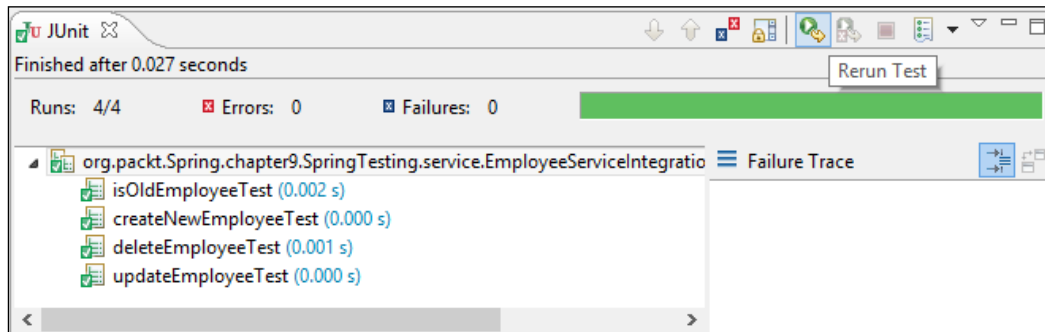 JUnit
Finished after 0.027 seconds
Rerun Test
Runs: 4/4 Errors: 0 Failures: 0
org.packt.Spring.chapter9.SpringTesting.service.EmployeeServiceIntegratio
Failure Trace
isOldEmployeeTest (0.002 s)
createNewEmployeeTest (0.000 s)
deleteEmployeeTest (0.001 s)
updateEmployeeTest (0.000 s)